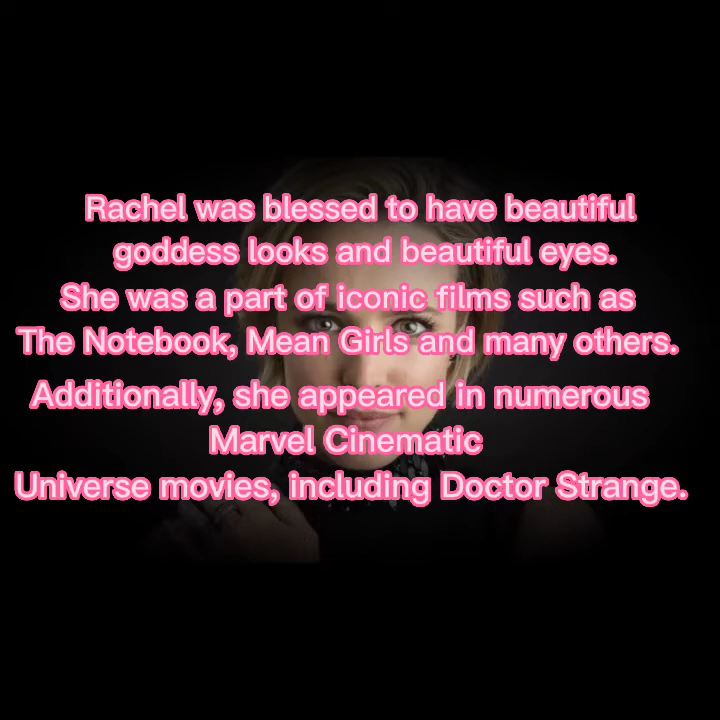 Rachel was blessed to have beautiful
goddess looks and beautiful eyes.
She was a part of iconic films such as
The Notebook, Mean Girls and many others.
Additionally, she appeared in numerous
Marvel Cinematic
Universe movies, including Doctor Strange.